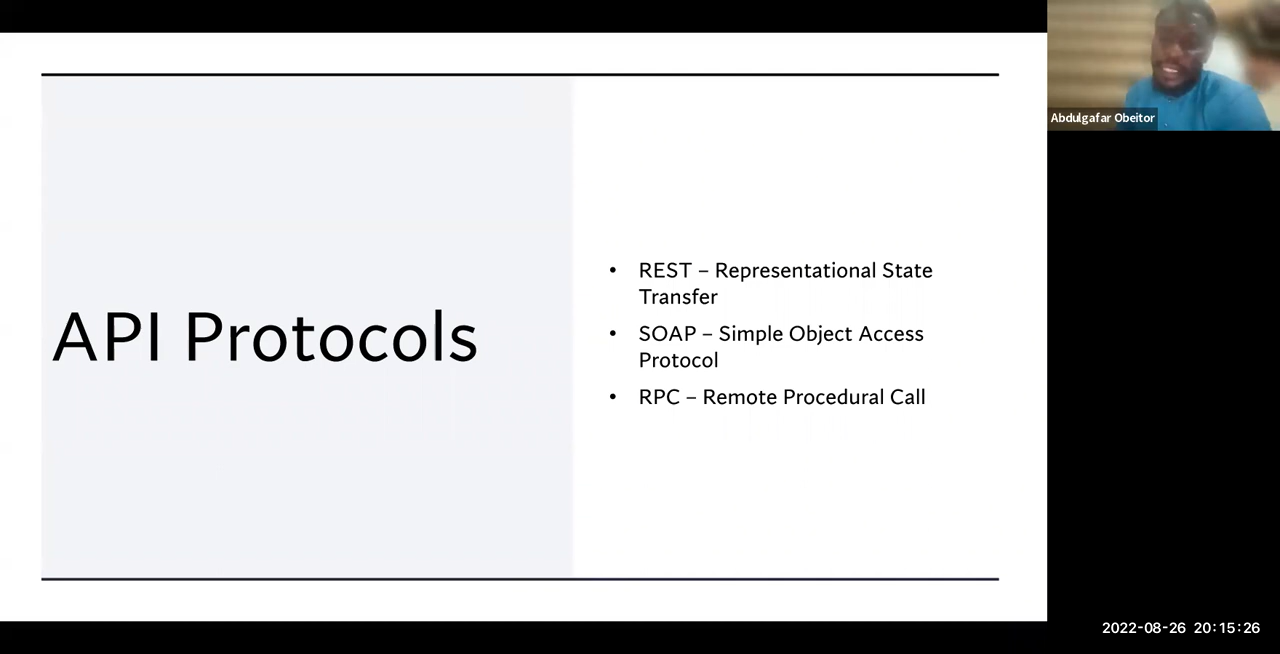 API Protocols
• REST – Representational State
Transfer
• SOAP – Simple Object Access
Protocol
• RPC – Remote Procedural Call
Abdulgafar Obeitor
2022-08-26 20:15:26